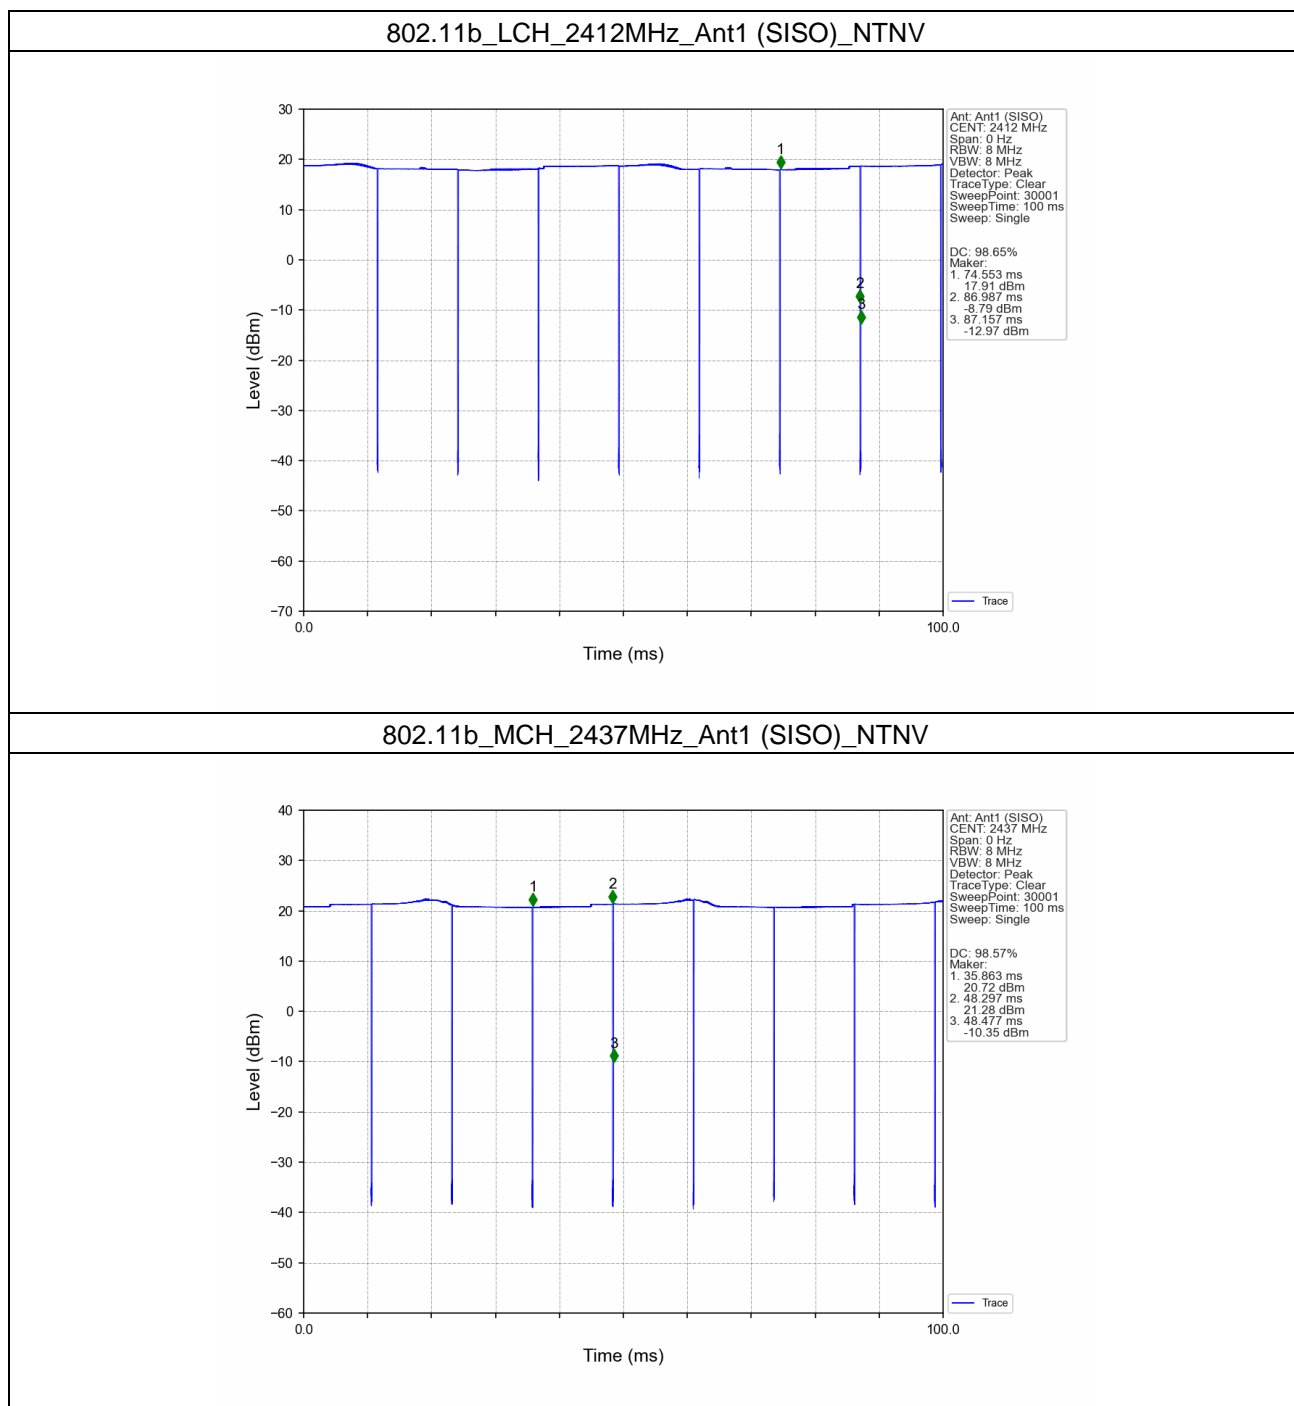 802.11b_LCH_2412MHz_Ant1 (SISO)_NTNV
30
20
10
0
−10
−20
−30
−40
−50
−60
−70
Level (dBm)
1
2
3
0.0
100.0
Time (ms)
Ant: Ant1 (SISO)
CENT: 2412 MHz
Span: 0 Hz
RBW: 8 MHz
VBW: 8 MHz
Detector: Peak
TraceType: Clear
SweepPoint: 30001
SweepTime: 100 ms
Sweep: Single
DC: 98.65%
Maker:
1. 74.553 ms
17.91 dBm
2. 86.987 ms
-8.79 dBm
3. 87.157 ms
-12.97 dBm
Trace
802.11b_MCH_2437MHz_Ant1 (SISO)_NTNV
40
30
20
10
0
−10
−20
−30
−40
−50
−60
Level (dBm)
1
2
3
0.0
100.0
Time (ms)
Ant: Ant1 (SISO)
CENT: 2437 MHz
Span: 0 Hz
RBW: 8 MHz
VBW: 8 MHz
Detector: Peak
TraceType: Clear
SweepPoint: 30001
SweepTime: 100 ms
Sweep: Single
DC: 98.57%
Maker:
1. 35.863 ms
20.72 dBm
2. 48.297 ms
21.28 dBm
3. 48.477 ms
-10.35 dBm
Trace